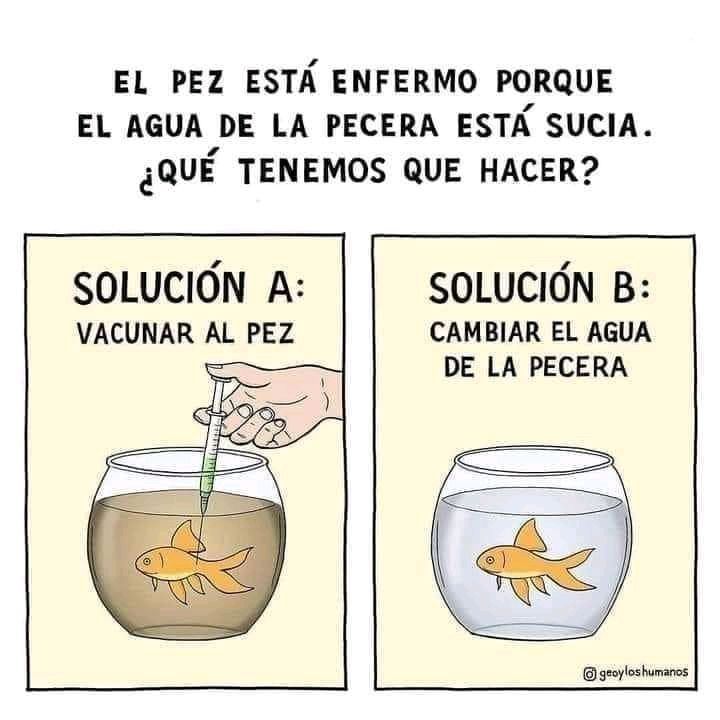 EL PEZ ESTÁ ENFERMO PORQUE
EL AGUA DE LA PECERA ESTÁ SUCIA.
¿QUÉ TENEMOS QUE HACER?
SOLUCIÓN A:
VACUNAR AL PEZ
SOLUCIÓN B:
CAMBIAR EL AGUA
DE LA PECERA
@geoyloshumanos